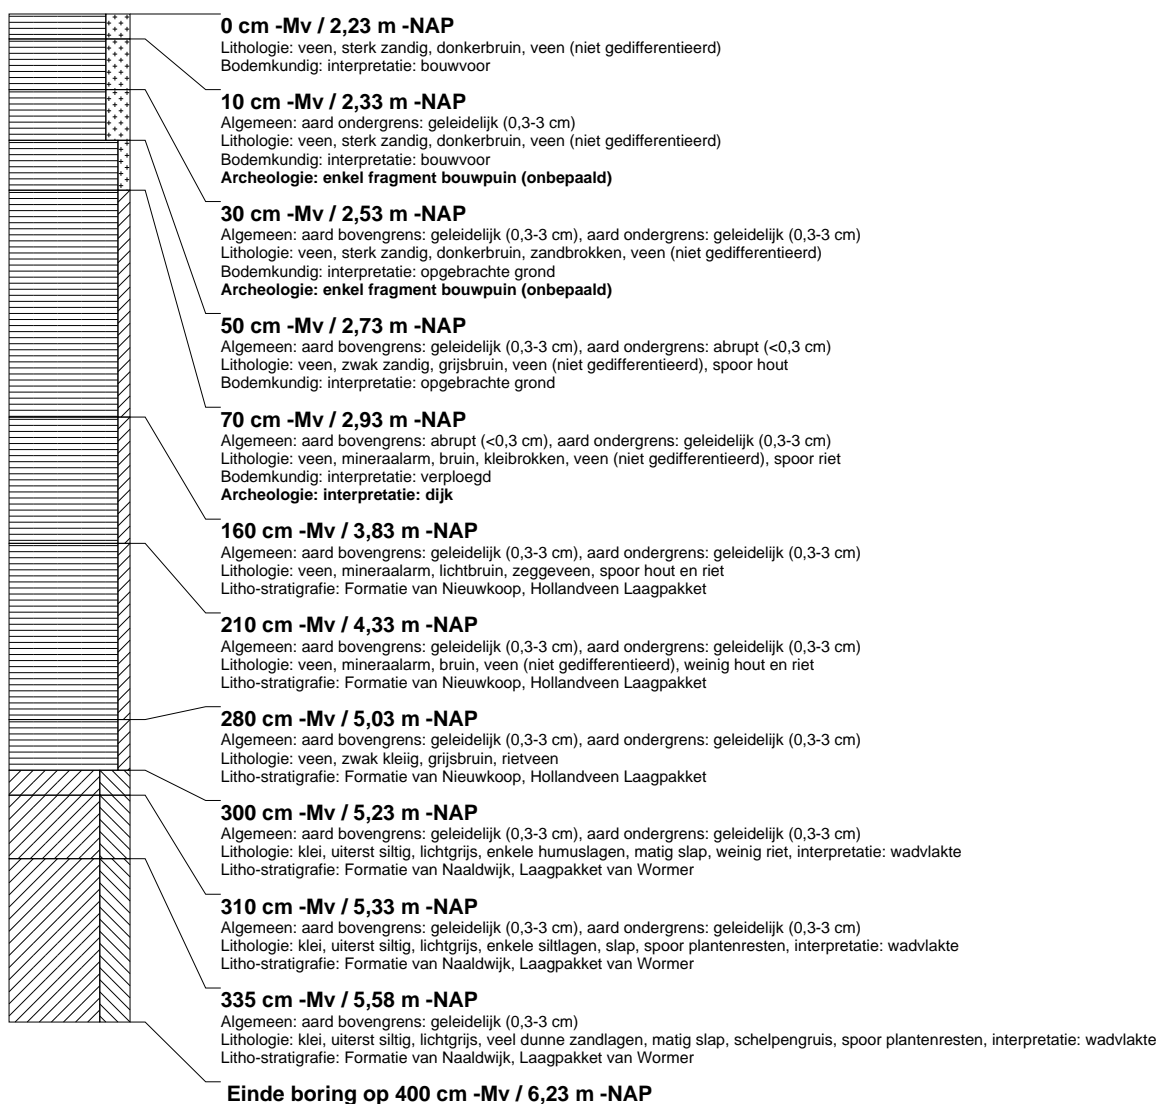 0 cm -Mv / 2,23 m -NAP
Lithologie: veen, sterk zandig, donkerbruin, veen (niet gedifferentieerd)
Bodemkundig: interpretatie: bouwvoor
10 cm -Mv / 2,33 m -NAP
Algemeen: aard ondergrens: geleidelijk (0,3-3 cm)
Lithologie: veen, sterk zandig, donkerbruin, veen (niet gedifferentieerd)
Bodemkundig: interpretatie: bouwvoor
Archeologie: enkel fragment bouwpuin (onbepaald)
30 cm -Mv / 2,53 m -NAP
Algemeen: aard bovengrens: geleidelijk (0,3-3 cm), aard ondergrens: geleidelijk (0,3-3 cm)
Lithologie: veen, sterk zandig, donkerbruin, zandbrokken, veen (niet gedifferentieerd)
Bodemkundig: interpretatie: opgebrachte grond
Archeologie: enkel fragment bouwpuin (onbepaald)
50 cm -Mv / 2,73 m -NAP
Algemeen: aard bovengrens: geleidelijk (0,3-3 cm), aard ondergrens: abrupt (<0,3 cm)
Lithologie: veen, zwak zandig, grijsbruin, veen (niet gedifferentieerd), spoor hout
Bodemkundig: interpretatie: opgebrachte grond
70 cm -Mv / 2,93 m -NAP
Algemeen: aard bovengrens: abrupt (<0,3 cm), aard ondergrens: geleidelijk (0,3-3 cm)
Lithologie: veen, mineraalarm, bruin, kleibrokken, veen (niet gedifferentieerd), spoor riet
Bodemkundig: interpretatie: verploegd
Archeologie: interpretatie: dijk
160 cm -Mv / 3,83 m -NAP
Algemeen: aard bovengrens: geleidelijk (0,3-3 cm), aard ondergrens: geleidelijk (0,3-3 cm)
Lithologie: veen, mineraalarm, lichtbruin, zeggeveen, spoor hout en riet
Litho-stratigrafie: Formatie van Nieuwkoop, Hollandveen Laagpakket
210 cm -Mv / 4,33 m -NAP
Algemeen: aard bovengrens: geleidelijk (0,3-3 cm), aard ondergrens: geleidelijk (0,3-3 cm)
Lithologie: veen, mineraalarm, bruin, veen (niet gedifferentieerd), weinig hout en riet
Litho-stratigrafie: Formatie van Nieuwkoop, Hollandveen Laagpakket
280 cm -Mv / 5,03 m -NAP
Algemeen: aard bovengrens: geleidelijk (0,3-3 cm), aard ondergrens: geleidelijk (0,3-3 cm)
Lithologie: veen, zwak kleiig, grijsbruin, rietveen
Litho-stratigrafie: Formatie van Nieuwkoop, Hollandveen Laagpakket
300 cm -Mv / 5,23 m -NAP
Algemeen: aard bovengrens: geleidelijk (0,3-3 cm), aard ondergrens: geleidelijk (0,3-3 cm)
Lithologie: klei, uiterst siltig, lichtgrijs, enkele humuslagen, matig slap, weinig riet, interpretatie: wadvlakte
Litho-stratigrafie: Formatie van Naaldwijk, Laagpakket van Wormer
310 cm -Mv / 5,33 m -NAP
Algemeen: aard bovengrens: geleidelijk (0,3-3 cm), aard ondergrens: geleidelijk (0,3-3 cm)
Lithologie: klei, uiterst siltig, lichtgrijs, enkele siltlagen, slap, spoor plantenresten, interpretatie: wadvlakte
Litho-stratigrafie: Formatie van Naaldwijk, Laagpakket van Wormer
335 cm -Mv / 5,58 m -NAP
Algemeen: aard bovengrens: geleidelijk (0,3-3 cm)
Lithologie: klei, uiterst siltig, lichtgrijs, veel dunne zandlagen, matig slap, schelpengruis, spoor plantenresten, interpretatie: wadvlakte
Litho-stratigrafie: Formatie van Naaldwijk, Laagpakket van Wormer
Einde boring op 400 cm -Mv / 6,23 m -NAP